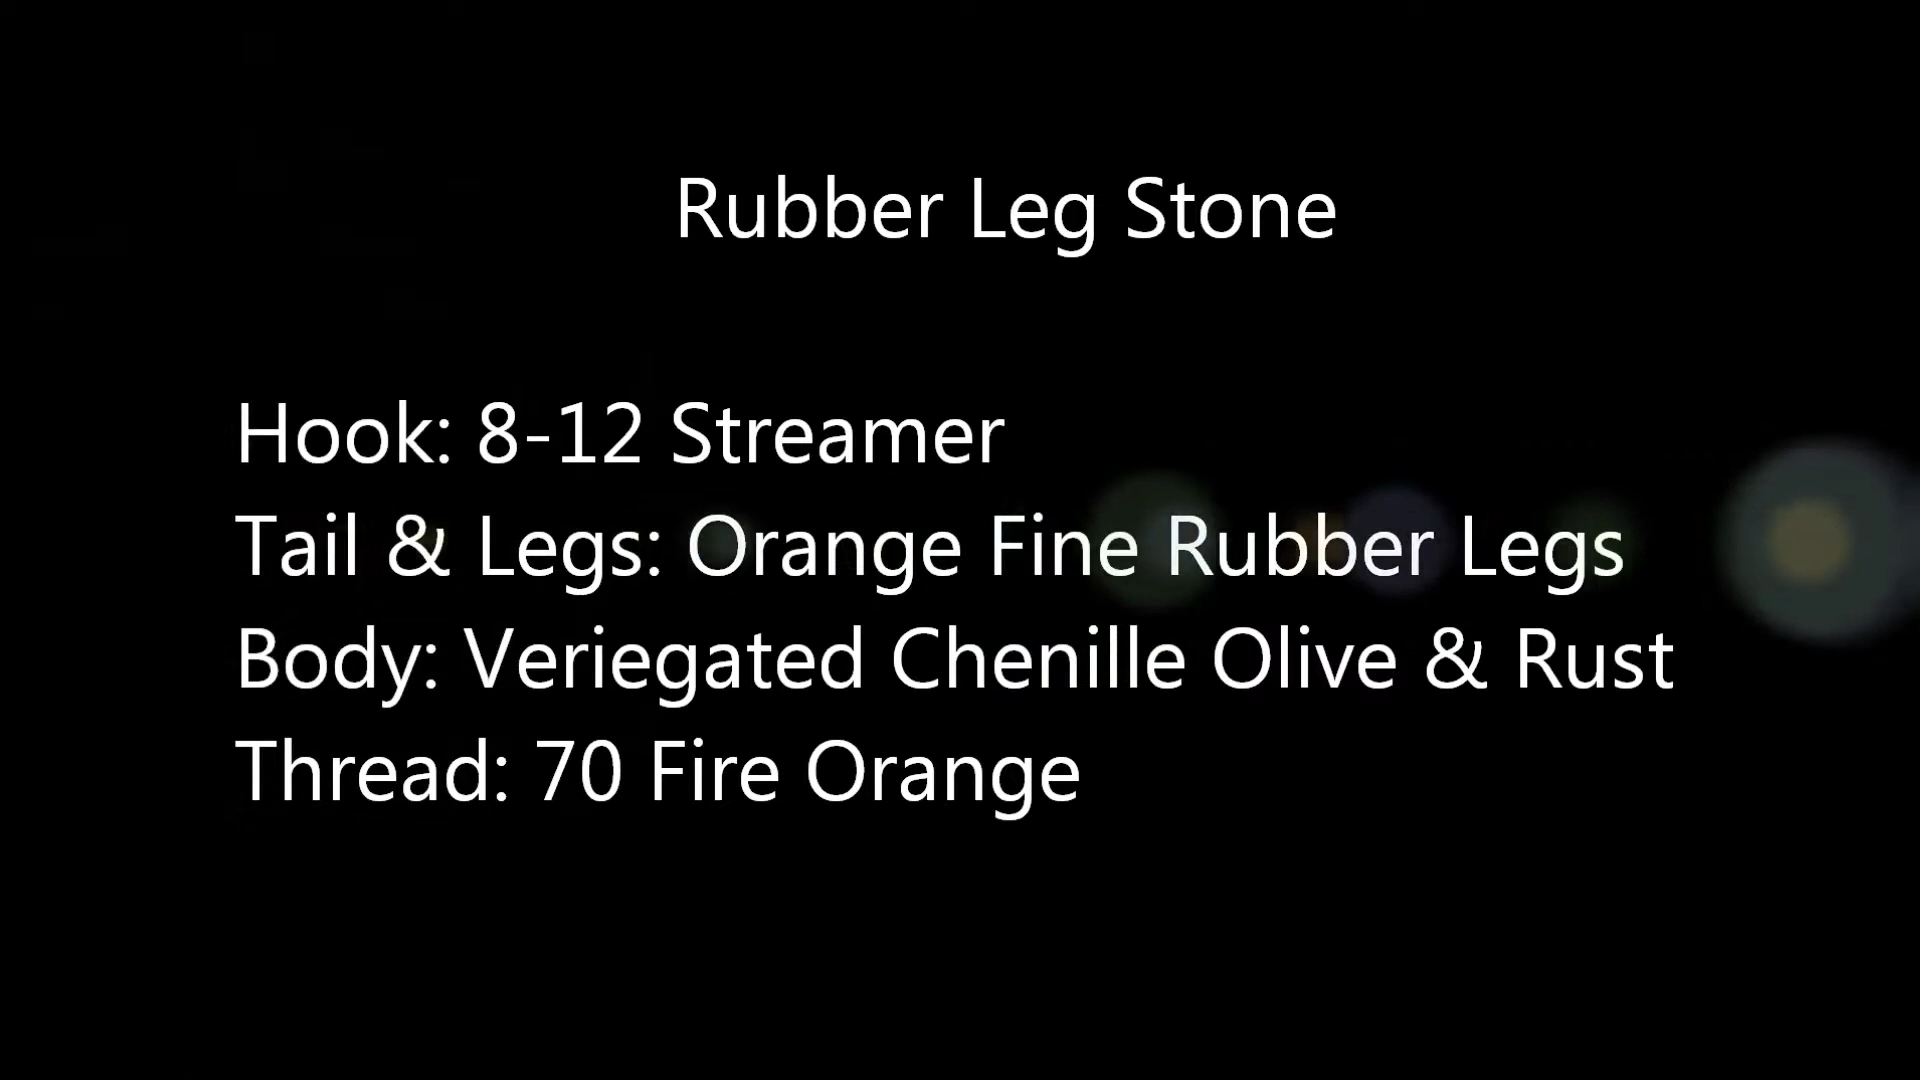 Rubber Leg Stone
Hook: 8-12 Streamer
Tail & Legs: Orange Fine Rubber Legs
Body: Veriegated Chenille Olive & Rust
Thread: 70 Fire Orange